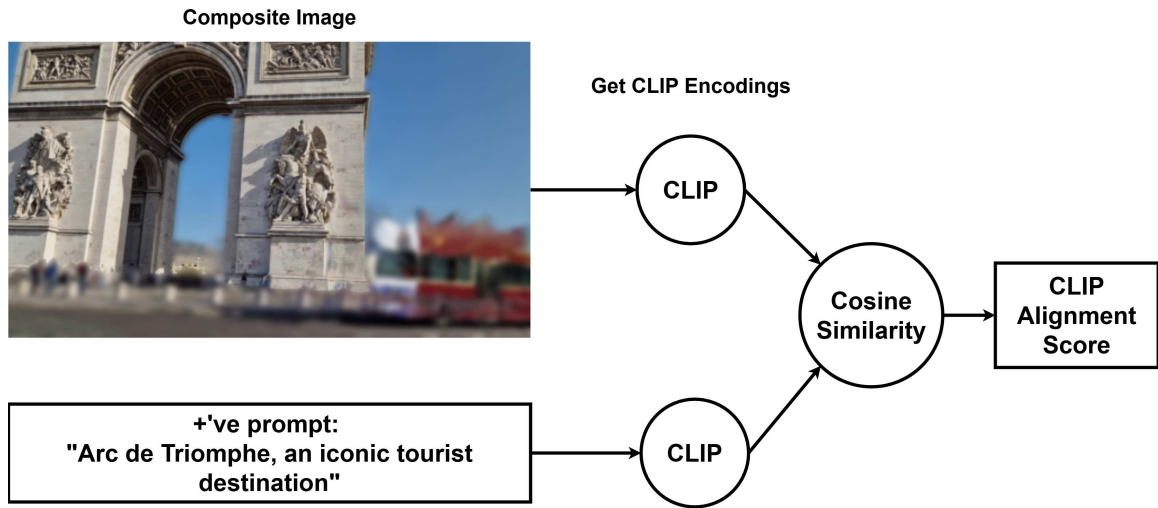 Composite Image
Get CLIP Encodings
CLIP
Cosine
Similarity
CLIP
Alignment
Score
+'ve prompt:
"Arc de Triomphe, an iconic tourist
destination"
CLIP